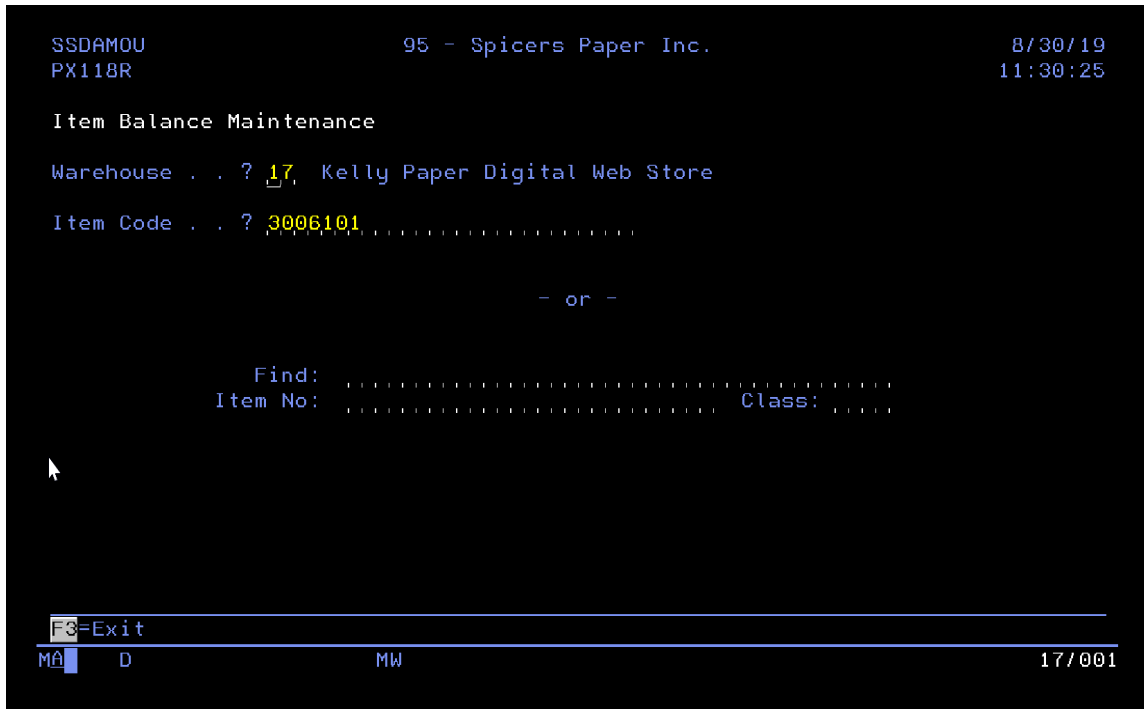 SSDAMOU 95 - Spicers Paper Inc. 8/30/19
PX118R 11:30:25
Item Balance Maintenance
Warehouse . . ? 17 Kelly Paper Digital Web Store
Item Code . . ? 3006101
- or -
Find:
Item No: Class:
F3=Exit
MA D MW 17/001